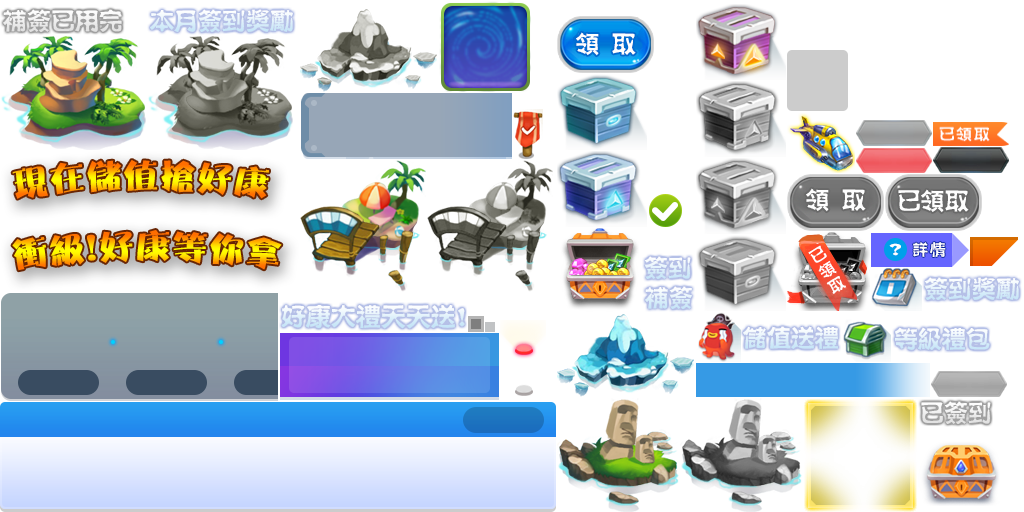 補簽已用完
本月簽到獎勵
領取
已領取
現在儲值搶好康
領取
已領取
衝級!好康等你拿
簽到
補簽
已領取
?詳情
簽到獎勵
好康大禮天天送!
儲值送禮
等級禮包
已簽到